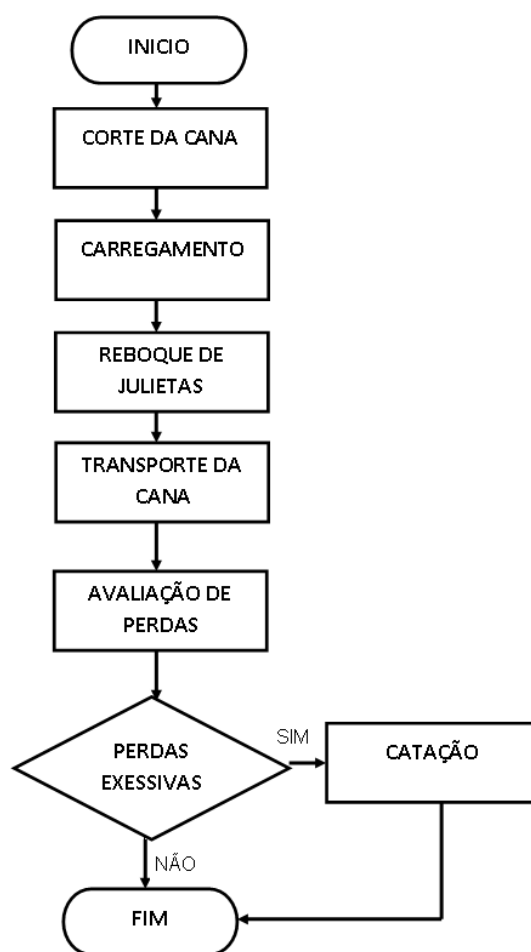 INICIO
CORTE DA CANA
CARREGAMENTO
REBOQUE DE
JULIETAS
TRANSPORTE DA
CANA
AVALIAÇÃO DE
PERDAS
PERDAS
EXESSIVAS
SIM
CATAÇÃO
NÃO
FIM